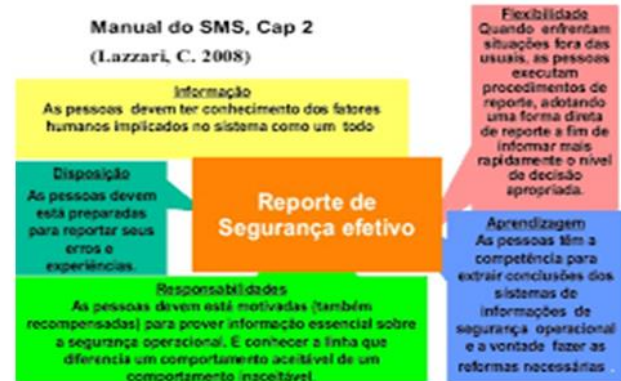 Manual do SMS, Cap 2
(Lazzari, C. 2008)
Informação
As pessoas devem ter conhecimento dos fatores
humanos implicados no sistema como um todo
Disposição
As pessoas devem
está preparadas
para reportar seus
erros e
experiências.
Reporte de
Segurança efetivo
Flexibilidade
Quando enfrentam
situações fora das
usuais, as pessoas
executam
procedimentos de
reporte, adotando
uma forma direta
de reporte a fim de
informar mais
rapidamente o nível
de decisão
apropriada.
Aprendizagem
As pessoas têm a
competência para
extrair conclusões dos
sistemas de
informações de
segurança operacional
e a vontade fazer as
reformas necessárias .
Responsabilidades
As pessoas devem está motivadas (também
recompensadas) para prover informação essencial sobre
a segurança operacional. E conhecer a linha que
diferencia um comportamento aceitável de um
comportamento inaceitável.